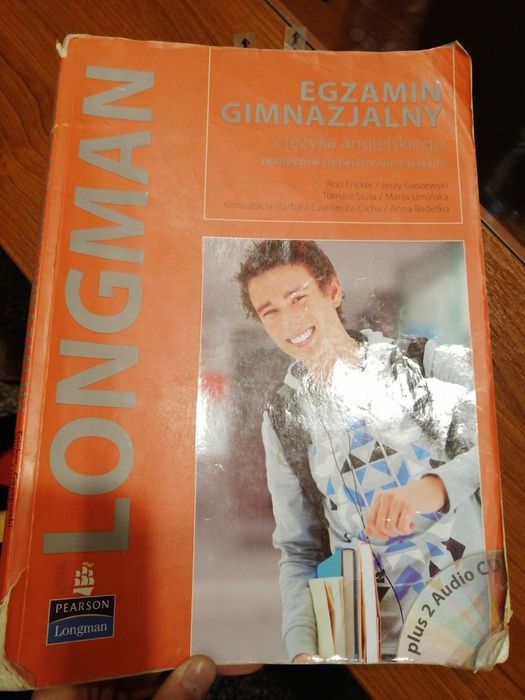 LONGMAN
EGZAMIN
GIMNAZJALNY
z języka angielskiego
podręcznik i repetytorium z testami
Rod Fricker / Jerzy Gaszewski
Tomasz Siuta / Marta Umińska
Konsultacja: Barbara Czarnecka-Cicha / Anna Badetko
PEARSON
Longman
plus 2 Audio CD